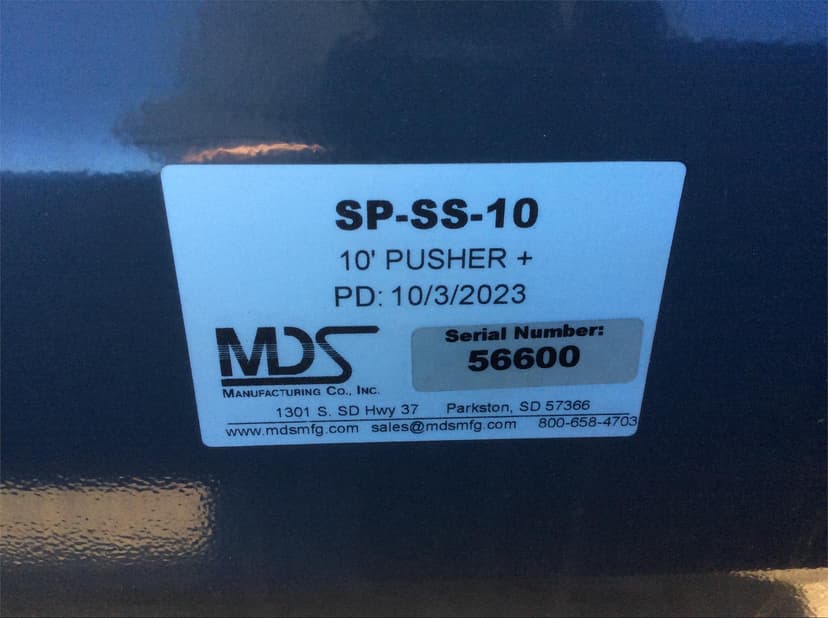 SP-SS-10
10' PUSHER +
PD: 10/3/2023
MDS
MANUFACTURING CO., INC.
Serial Number:
56600
1301 S. SD Hwy 37 Parkston, SD 57366
www.mdsmfg.com sales@mdsmfg.com 800-658-4703